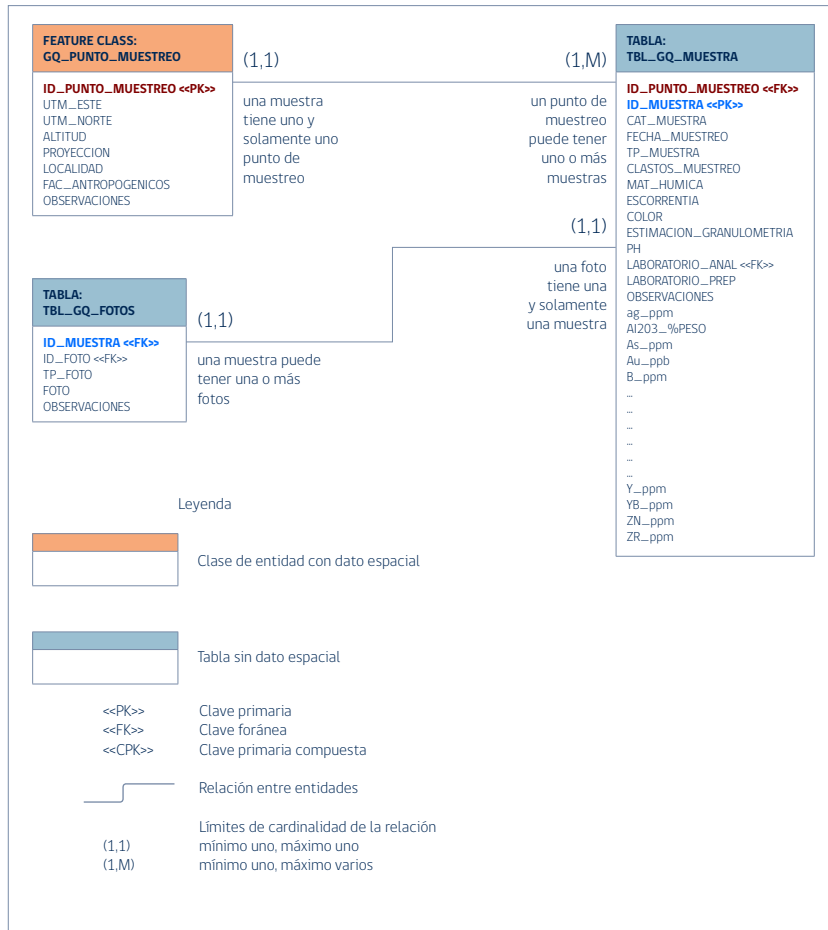 FEATURE CLASS:
GQ_PUNTO_MUESTREO
ID_PUNTO_MUESTREO <<PK>>
UTM_ESTE
UTM_NORTE
ALTITUD
PROYECCION
LOCALIDAD
FAC_ANTROPOGENICOS
OBSERVACIONES
(1,1)
una muestra
tiene uno y
solamente uno
punto de
muestreo
(1,M)
un punto de
muestreo
puede tener
uno o más
muestras
TABLA:
TBL_GQ_MUESTRA
ID_PUNTO_MUESTREO <<FK>>
ID_MUESTRA <<PK>>
CAT_MUESTRA
FECHA_MUESTREO
TP_MUESTRA
CLASTOS_MUESTREO
MAT_HUMICA
ESCORRENTIA
COLOR
ESTIMACION_GRANULOMETRIA
PH
LABORATORIO_ANAL <<FK>>
LABORATORIO_PREP
OBSERVACIONES
ag_ppm
Al203_%PESO
As_ppm
Au_ppb
B_ppm
...
...
...
...
...
...
Y_ppm
YB_ppm
ZN_ppm
ZR_ppm
(1,1)
una foto
tiene una
y solamente
una muestra
TABLA:
TBL_GQ_FOTOS
ID_MUESTRA <<FK>>
ID_FOTO <<FK>>
TP_FOTO
FOTO
OBSERVACIONES
(1,1)
una muestra puede
tener una o más
fotos
Leyenda
Clase de entidad con dato espacial
Tabla sin dato espacial
<<PK>> Clave primaria
<<FK>> Clave foránea
<<CPK>> Clave primaria compuesta
Relación entre entidades
Límites de cardinalidad de la relación
(1,1) mínimo uno, máximo uno
(1,M) mínimo uno, máximo varios